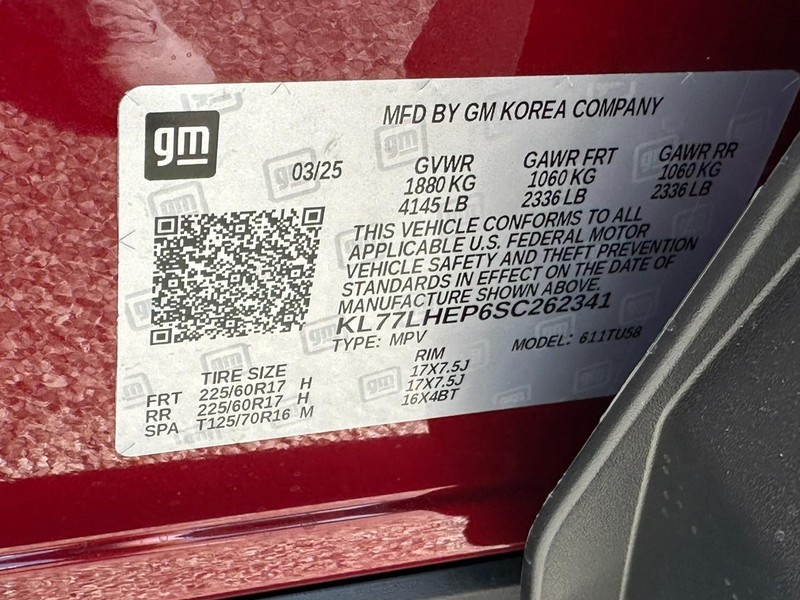 gm
MFD BY GM KOREA COMPANY
03/25
GVWR GAWR FRT GAWR RR
1880 KG 1060 KG 1060 KG
4145 LB 2336 LB 2336 LB
THIS VEHICLE CONFORMS TO ALL
APPLICABLE U.S. FEDERAL MOTOR
VEHICLE SAFETY AND THEFT PREVENTION
STANDARDS IN EFFECT ON THE DATE OF
MANUFACTURE SHOWN ABOVE.
KL77LHEP6SC262341
TYPE: MPV MODEL: 611TU58
TIRE SIZE RIM
FRT 225/60R17 H 17X7.5J
RR 225/60R17 H 17X7.5J
SPA T125/70R16 M 16X4BT